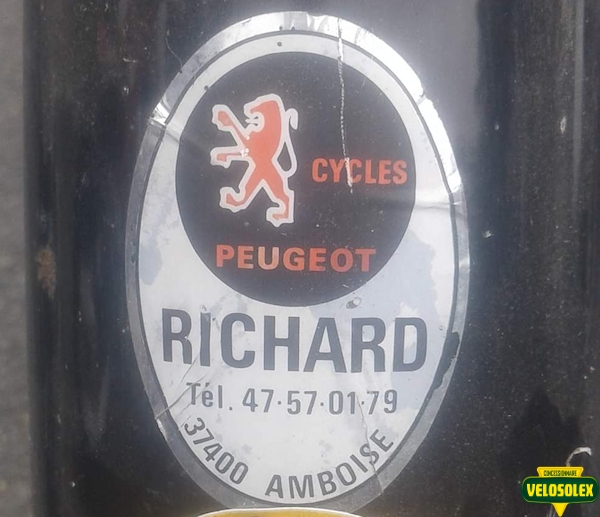 CYCLES
PEUGEOT
RICHARD
Tél. 47·57·01·79
37400 AMBOISE
CONCESSIONNAIRE
VELOSOLEX